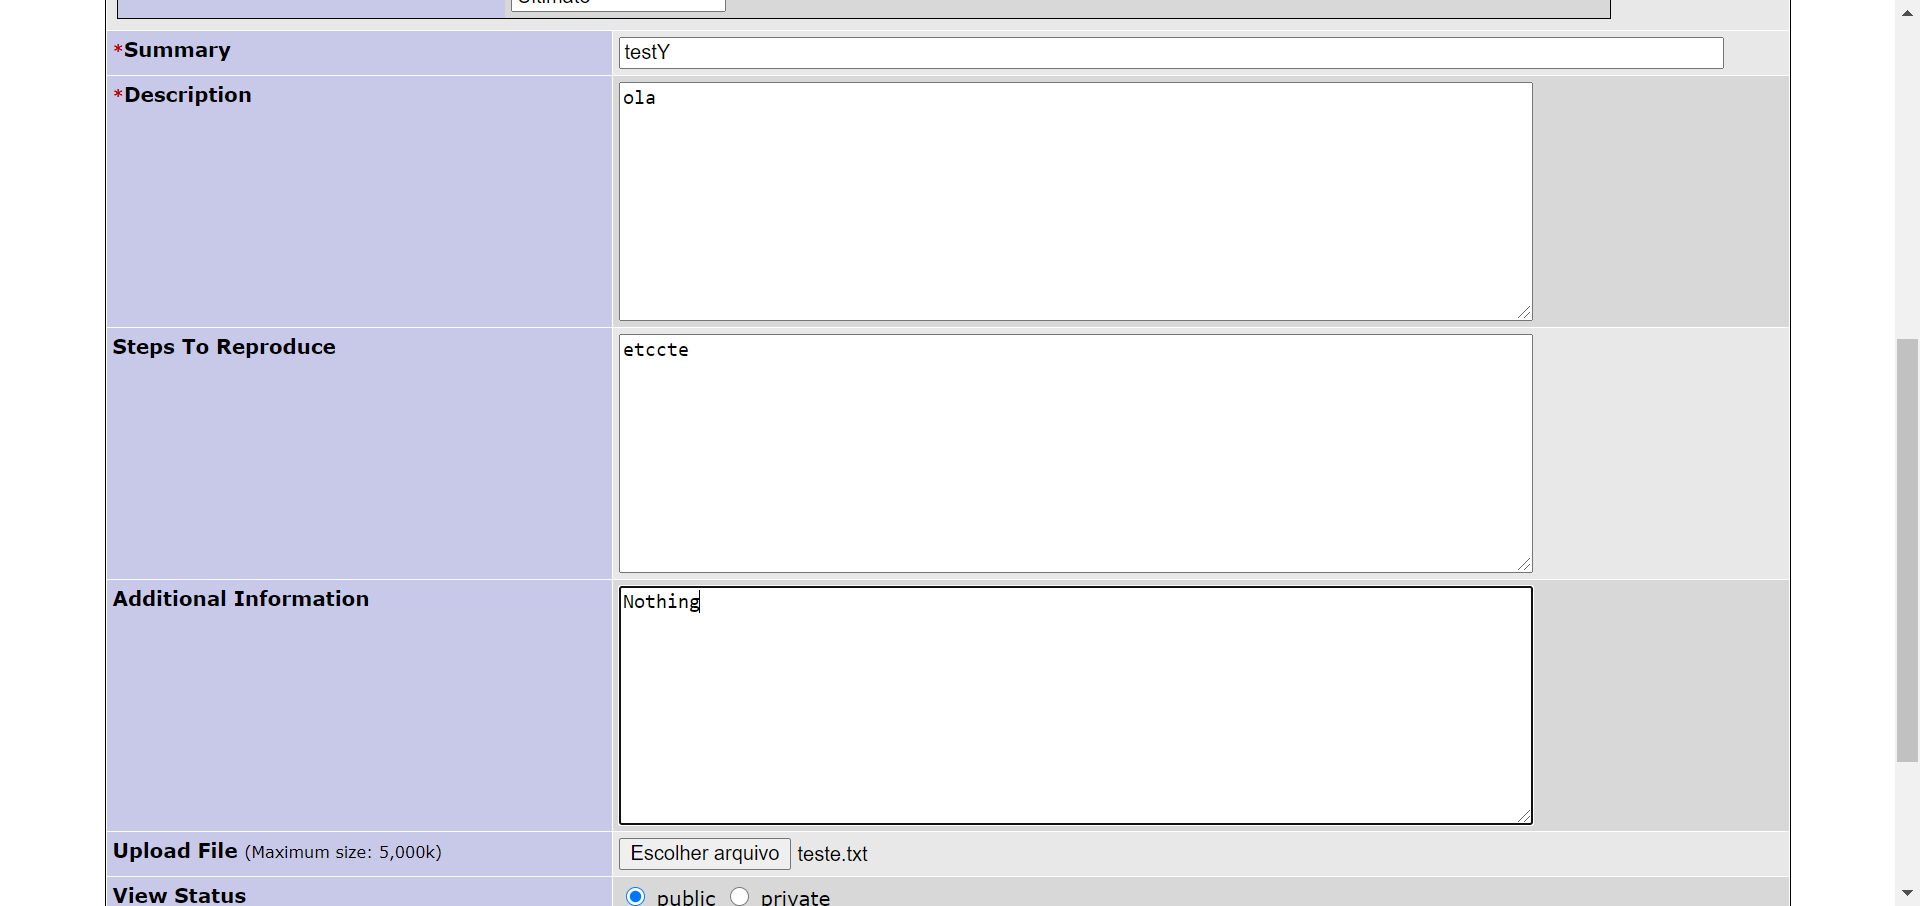 *Summary
testY
*Description
ola
Steps To Reproduce
etccte
Additional Information
Nothing
Upload File (Maximum size: 5,000k)
Escolher arquivo teste.txt
View Status
public private